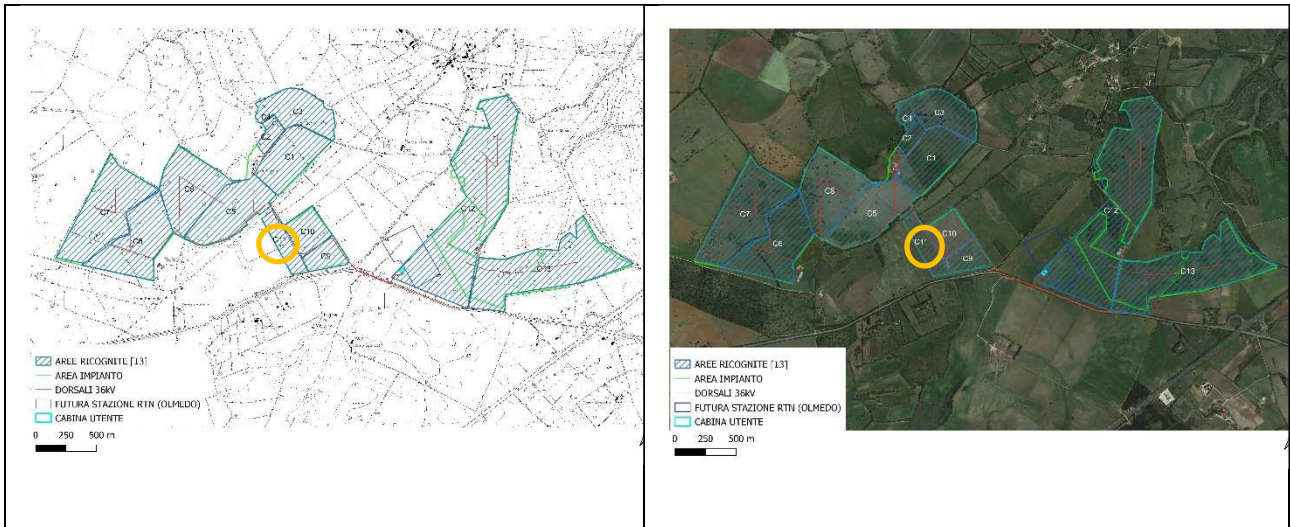 C3
C4
C2
C1
C8
C7
C5
C6
C12
C10
C9
C13
AREE RICOGNITE [13]
AREA IMPIANTO
DORSALI 36kV
FUTURA STAZIONE RTN (OLMEDO)
CABINA UTENTE
0 250 500 m
C3
C4
C2
C1
C8
C7
C5
C12
C6
C11
C10
C9
C13
AREE RICOGNITE [13]
AREA IMPIANTO
DORSALI 36kV
FUTURA STAZIONE RTN (OLMEDO)
CABINA UTENTE
0 250 500 m